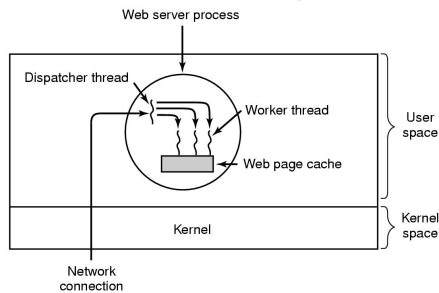 Web server process
Dispatcher thread
Worker thread
Web page cache
User
space
Kernel
Kernel
space
Network
connection